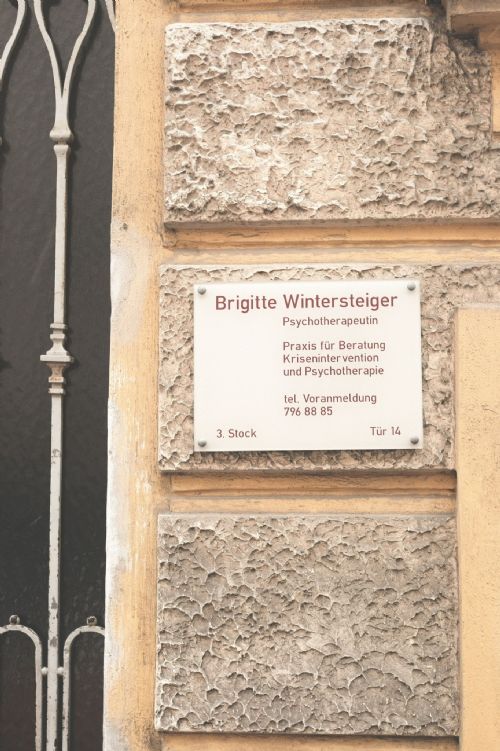 Brigitte Wintersteiger
Psychotherapeutin
Praxis für Beratung
Krisenintervention
und Psychotherapie
tel. Voranmeldung
796 88 85
3. Stock Tür 14